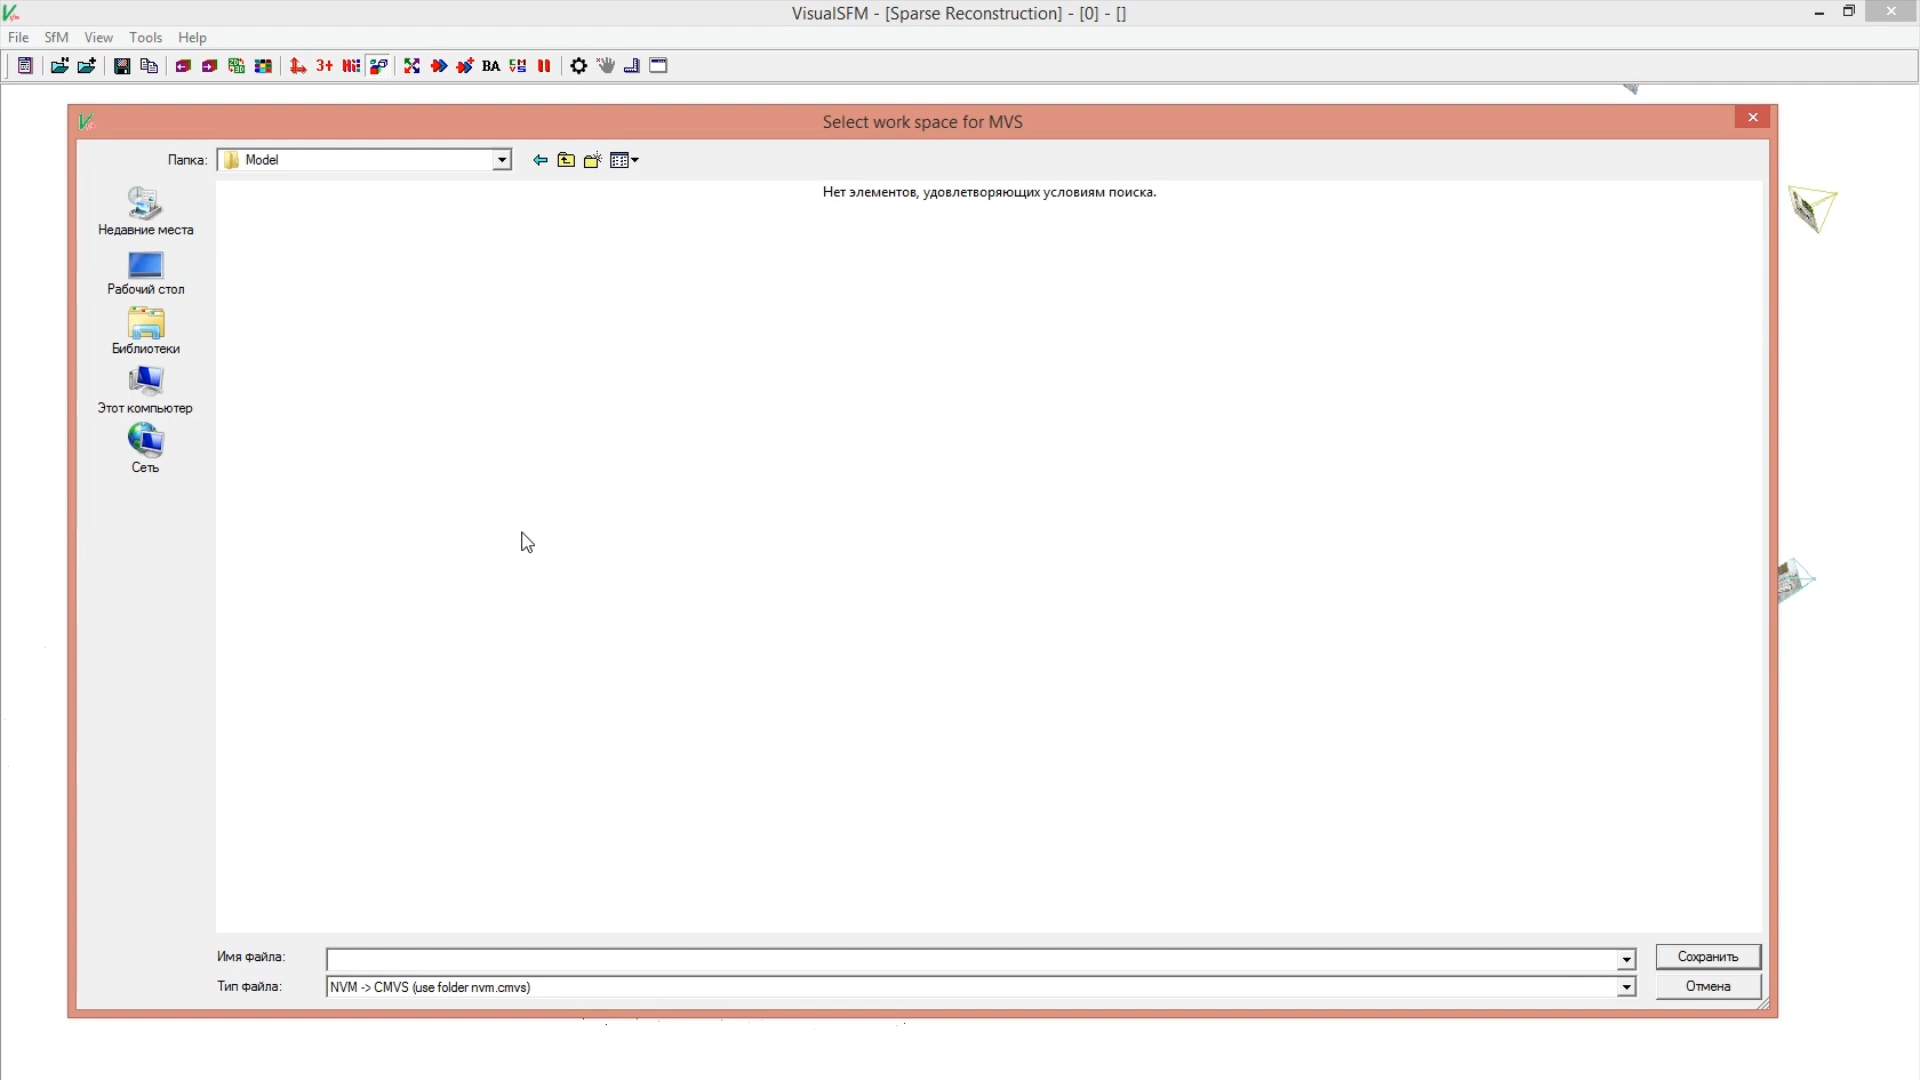 VisualSFM - [Sparse Reconstruction] - [0] - []
File SfM View Tools Help
3+ BA
Select work space for MVS
Папка: Model
Нет элементов, удовлетворяющих условиям поиска.
Недавние места
Рабочий стол
Библиотеки
Этот компьютер
Сеть
Имя файла: Сохранить
Тип файла: NVM -> CMVS (use folder nvm.cmvs) Отмена